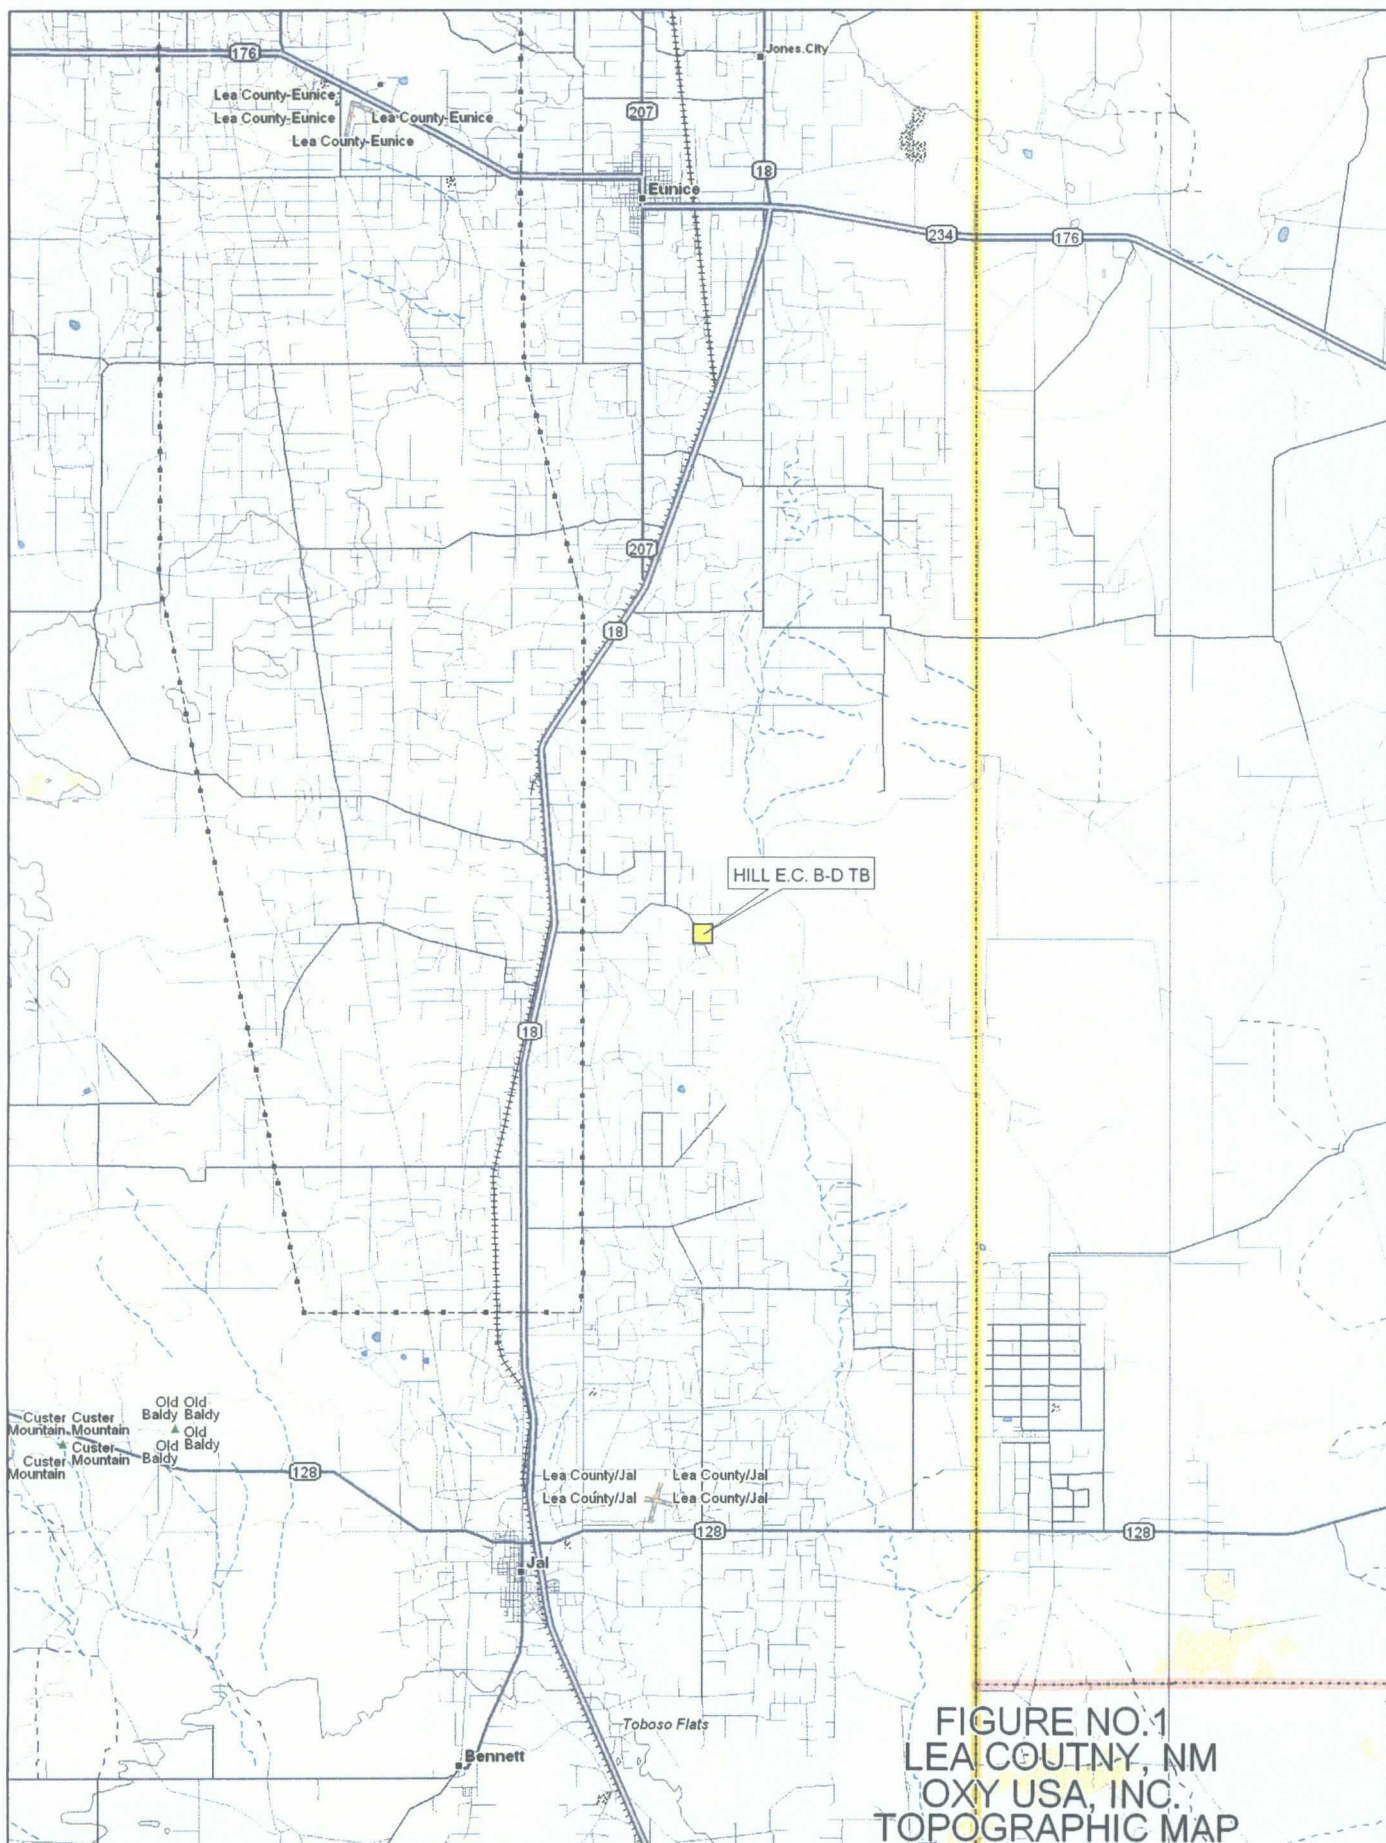 176
Jones City
Lea County-Eunice
207
Lea County-Eunice Lea County-Eunice
Lea County-Eunice
18
Eunice
234
176
207
18
HILL E.C. B-D TB
18
Old Old
Baldy Baldy
Custer Custer
Mountain Mountain
Old
Baldy
Custer
Mountain
Old
Baldy
Custer
Mountain
128
Lea County/Jal Lea County/Jal
Lea County/Jal Lea County/Jal
128
128
Jal
Toboso Flats
Bennett
FIGURE NO.1
LEA COUTNY, NM
OXY USA, INC.
TOPOGRAPHIC MAP